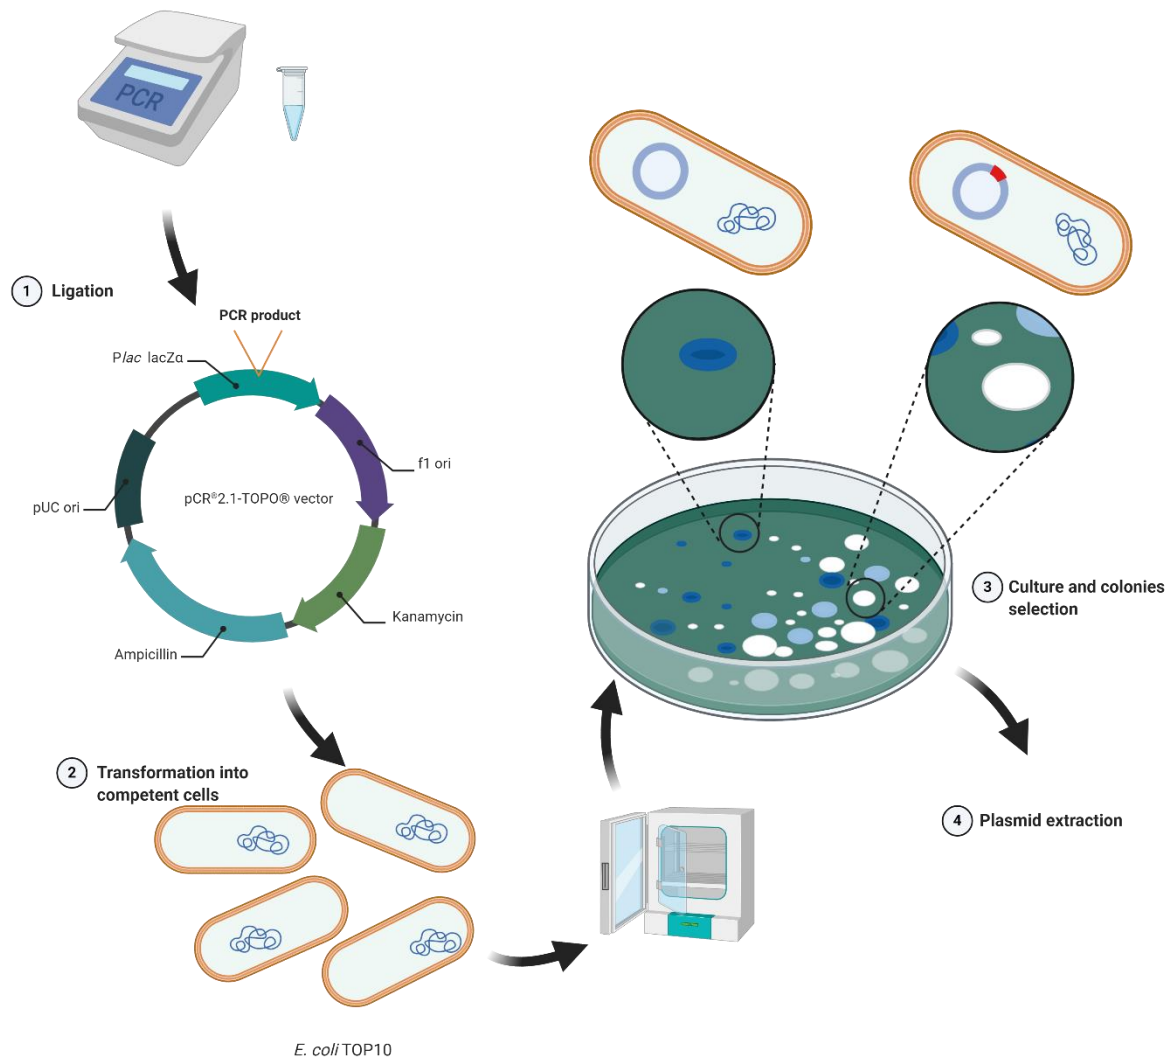 PCR
1 Ligation
PCR product
Plac lacZα
f1 ori
pCR®2.1-TOPO® vector
pUC ori
Kanamycin
Ampicillin
2 Transformation into
competent cells
E. coli TOP10
3 Culture and colonies
selection
4 Plasmid extraction